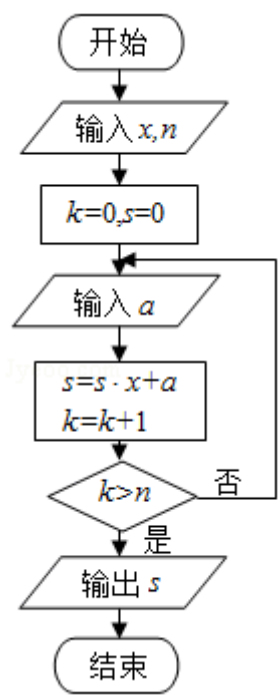 开始
输入 x,n
k=0,s=0
输入 a
s=s·x+a
k=k+1
k>n
否
是
输出 s
结束